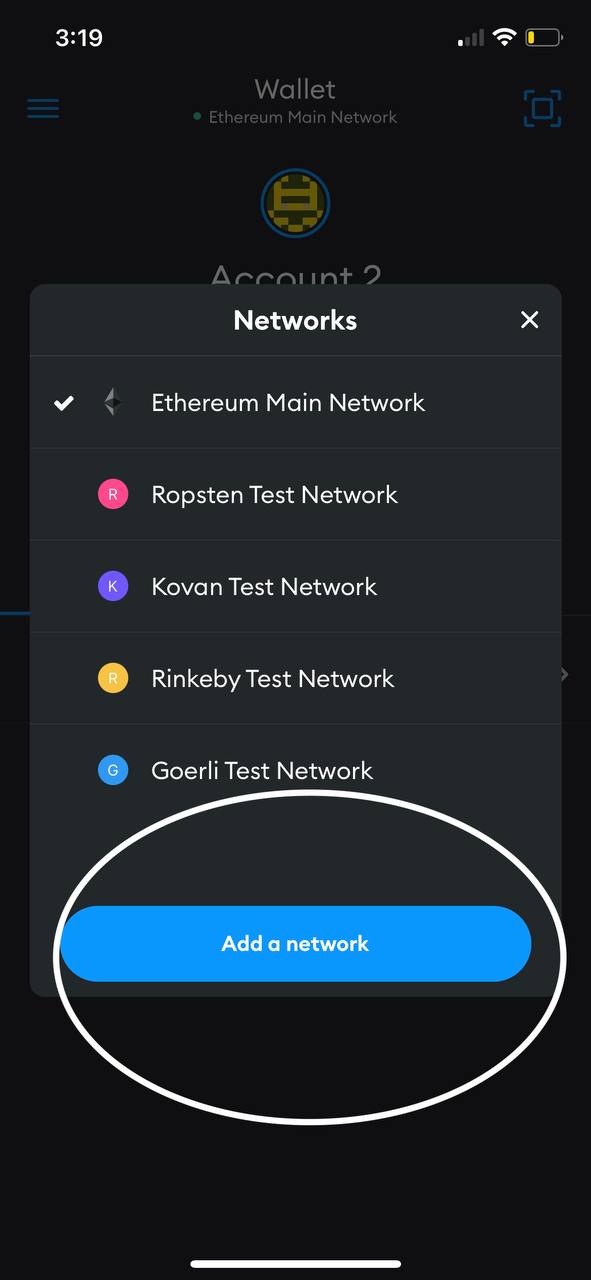 3:19
Wallet
Ethereum Main Network
Account 2
Networks
Ethereum Main Network
R Ropsten Test Network
K Kovan Test Network
R Rinkeby Test Network
G Goerli Test Network
Add a network